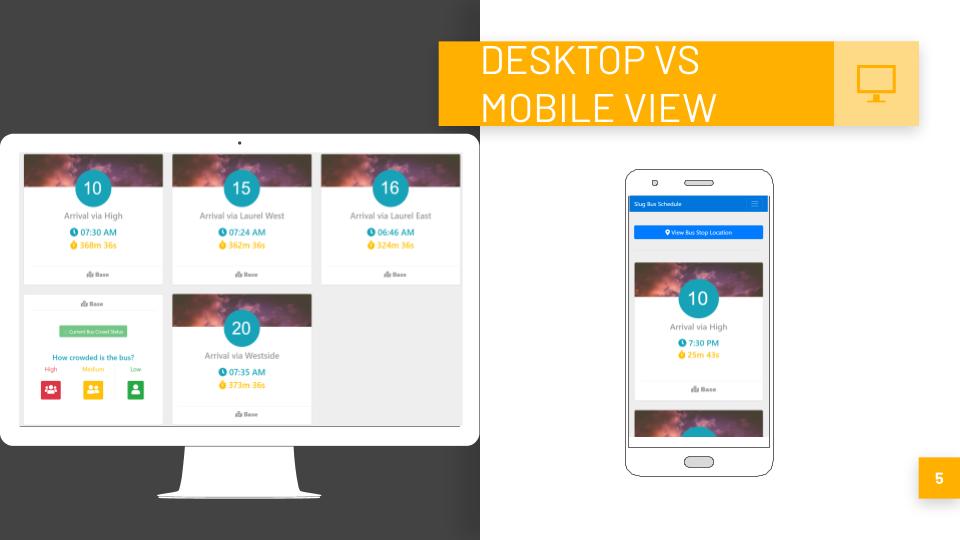 DESKTOP VS
MOBILE VIEW
10
Arrival via High
07:30 AM
368m 36s
Base
15
Arrival via Laurel West
07:24 AM
362m 36s
Base
16
Arrival via Laurel East
06:46 AM
324m 36s
Base
Base
Current Bus Crowd Status
How crowded is the bus?
High Medium Low
20
Arrival via Westside
07:35 AM
373m 36s
Base
Slug Bus Schedule
View Bus Stop Location
10
Arrival via High
7:30 PM
25m 43s
Base
5